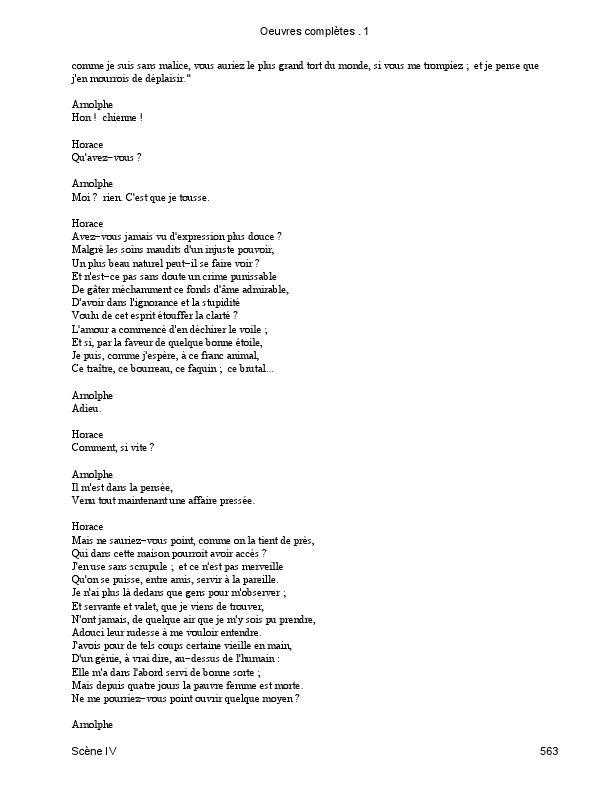 Oeuvres complètes . 1
comme je suis sans malice, vous auriez le plus grand tort du monde, si vous me trompiez ;  et je pense que
j'en mourrois de déplaisir."
Arnolphe
Hon !  chienne !
Horace
Qu'avez-vous ?
Arnolphe
Moi ?  rien. C'est que je tousse.
Horace
Avez-vous jamais vu d'expression plus douce ?
Malgré les soins maudits d'un injuste pouvoir,
Un plus beau naturel peut-il se faire voir ?
Et n'est-ce pas sans doute un crime punissable
De gâter méchamment ce fonds d'âme admirable,
D'avoir dans l'ignorance et la stupidité
Voulu de cet esprit étouffer la clarté ?
L'amour a commencé d'en déchirer le voile ;
Et si, par la faveur de quelque bonne étoile,
Je puis, comme j'espère, à ce franc animal,
Ce traître, ce bourreau, ce faquin ;  ce brutal...
Arnolphe
Adieu.
Horace
Comment, si vite ?
Arnolphe
Il m'est dans la pensée,
Venu tout maintenant une affaire pressée.
Horace
Mais ne sauriez-vous point, comme on la tient de près,
Qui dans cette maison pourroit avoir accès ?
J'en use sans scrupule ;  et ce n'est pas merveille
Qu'on se puisse, entre amis, servir à la pareille.
Je n'ai plus là dedans que gens pour m'observer ;
Et servante et valet, que je viens de trouver,
N'ont jamais, de quelque air que je m'y sois pu prendre,
Adouci leur rudesse à me vouloir entendre.
J'avois pour de tels coups certaine vieille en main,
D'un génie, à vrai dire, au-dessus de l'humain :
Elle m'a dans l'abord servi de bonne sorte ;
Mais depuis quatre jours la pauvre femme est morte.
Ne me pourriez-vous point ouvrir quelque moyen ?
Arnolphe
Scène IV 563